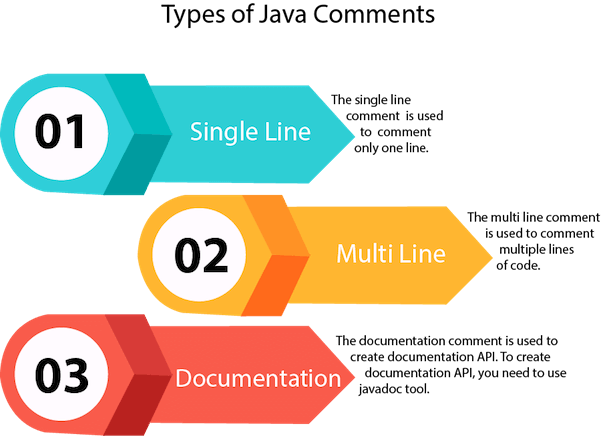 Types of Java Comments
01
Single Line
The single line
comment is used
to comment
only one line.
02
Multi Line
The multi line comment
is used to comment
multiple lines
of code.
03
Documentation
The documentation comment is used to
create documentation API. To create
documentation API, you need to use
javadoc tool.